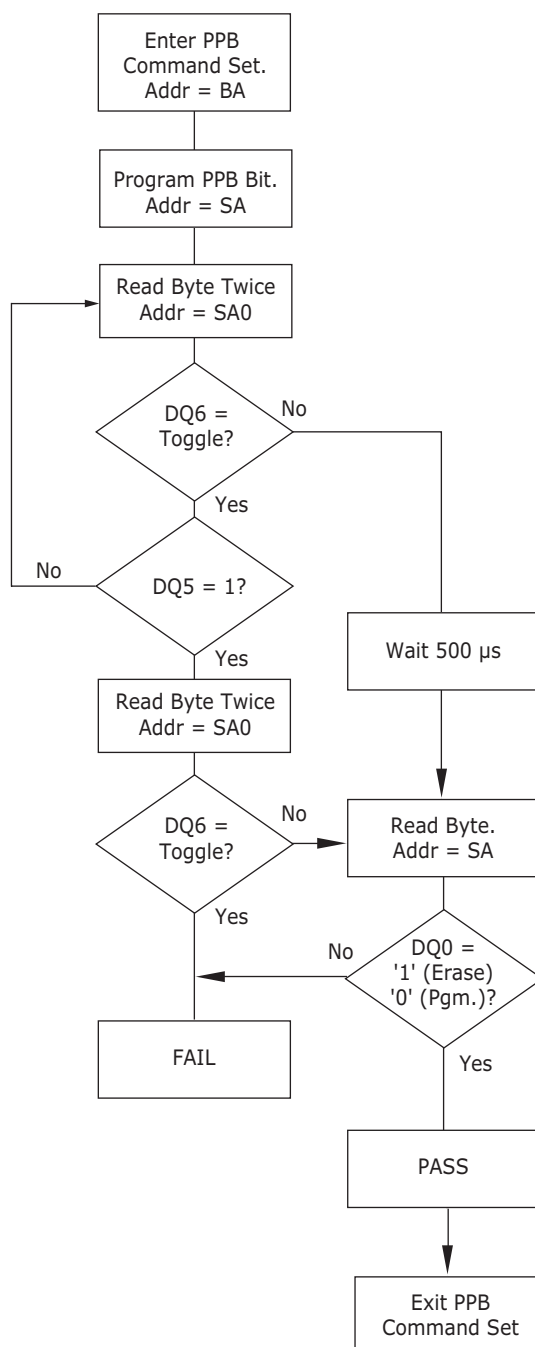 Enter PPB
Command Set.
Addr = BA
Program PPB Bit.
Addr = SA
Read Byte Twice
Addr = SA0
DQ6 =
Toggle?
No
Yes
DQ5 = 1?
No
Yes
Wait 500 µs
Read Byte Twice
Addr = SA0
DQ6 =
Toggle?
No
Yes
Read Byte.
Addr = SA
DQ0 =
'1' (Erase)
'0' (Pgm.)?
No
Yes
FAIL
PASS
Exit PPB
Command Set